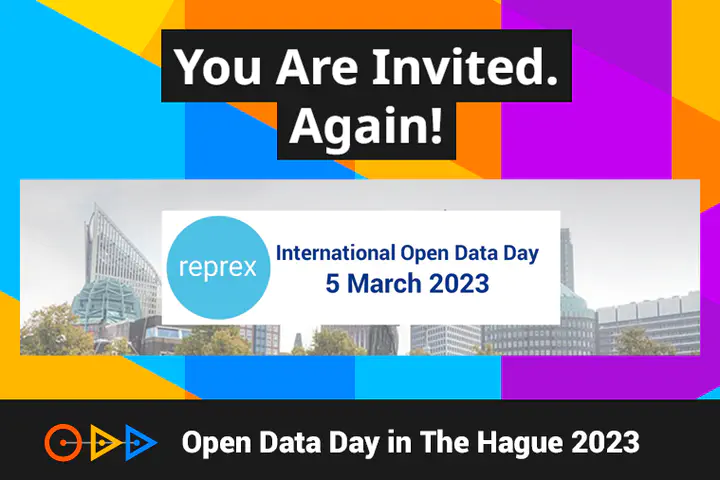 You Are Invited.
Again!
reprex
International Open Data Day
5 March 2023
Open Data Day in The Hague 2023